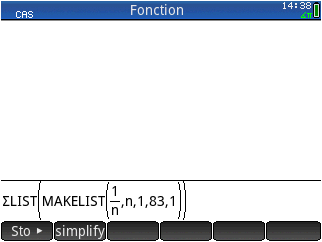 Fonction
14:38
CAS
∡π
ΣLIST(MAKELIST(1/n,n,1,83,1))
Sto ▸ simplify